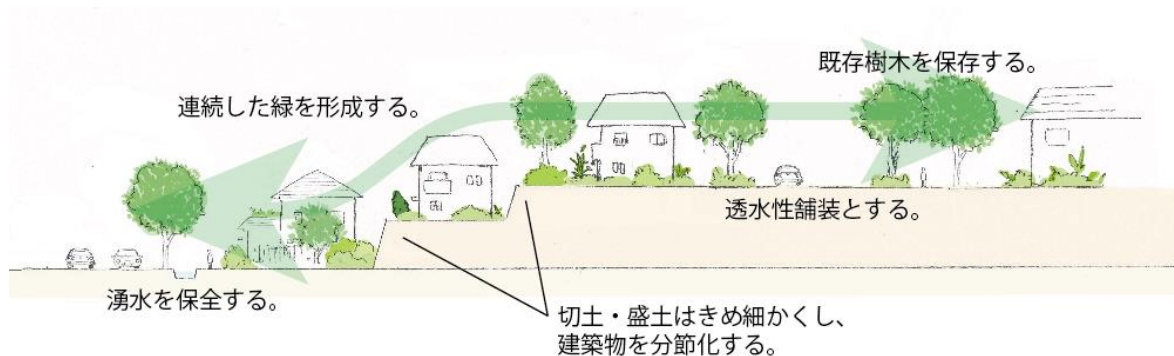 既存樹木を保存する。
連続した緑を形成する。
透水性舗装とする。
湧水を保全する。
切土・盛土はきめ細かくし、
建築物を分節化する。